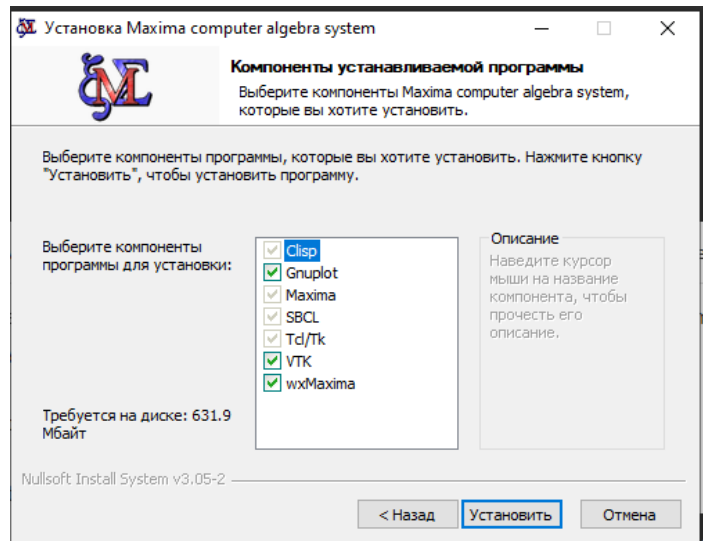 Установка Maxima computer algebra system
Компоненты устанавливаемой программы
Выберите компоненты Maxima computer algebra system,
которые вы хотите установить.
Выберите компоненты программы, которые вы хотите установить. Нажмите кнопку
"Установить", чтобы установить программу.
Выберите компоненты
программы для установки:
Clisp
Gnuplot
Maxima
SBCL
Tcl/Tk
VTK
wxMaxima
Описание
Наведите курсор
мыши на название
компонента, чтобы
прочесть его
описание.
Требуется на диске: 631.9
Мбайт
Nullsoft Install System v3.05-2
< Назад
Установить
Отмена